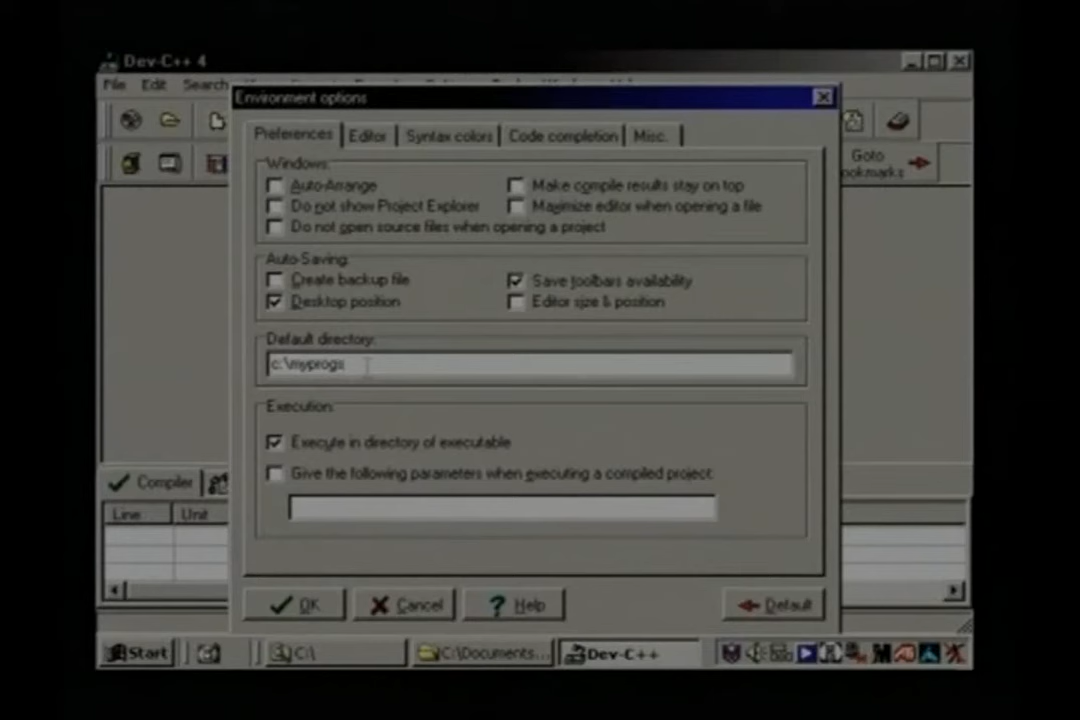 Dev-C++ 4
File Edit Search
Environment options
Preferences Editor Syntax colors Code completion Misc.
Windows:
Auto-Arrange Make compile results stay on top
Do not show Project Explorer Maximize editor when opening a file
Do not open source files when opening a project
Auto-Saving:
Create backup file Save toolbars availability
Desktop position Editor size & position
Default directory:
c:\myprogs
Execution:
Execute in directory of executable
Give the following parameters when executing a compiled project:
Goto
Compiler
Line Unit
OK Cancel Help Default
Start C:\ C:\Documents... Dev-C++